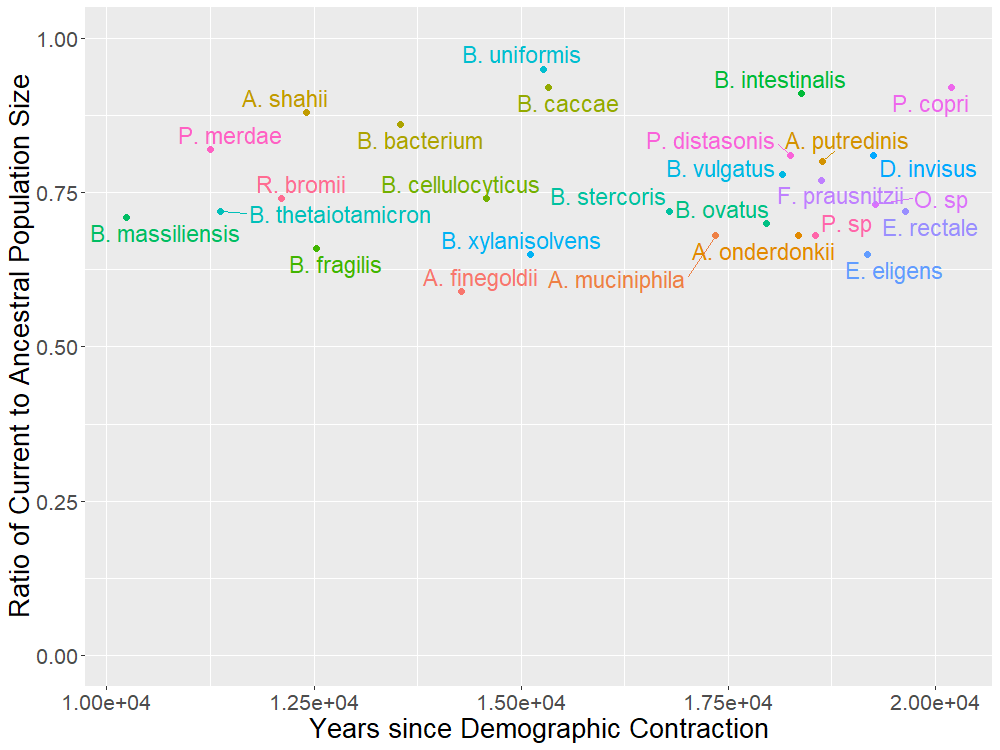 1.00
0.75
0.50
0.25
0.00
Ratio of Current to Ancestral Population Size
B. uniformis
B. intestinalis
A. shahii
B. caccae
P. copri
P. merdae
B. bacterium
P. distasonis
A. putredinis
B. vulgatus
D. invisus
R. bromii
B. cellulocyticus
B. stercoris
F. prausnitzii
O. sp
B. thetaiotamicron
B. ovatus
P. sp
E. rectale
B. massiliensis
B. xylanisolvens
A. onderdonkii
B. fragilis
A. finegoldii
A. muciniphila
E. eligens
1.00e+04
1.25e+04
1.50e+04
1.75e+04
2.00e+04
Years since Demographic Contraction